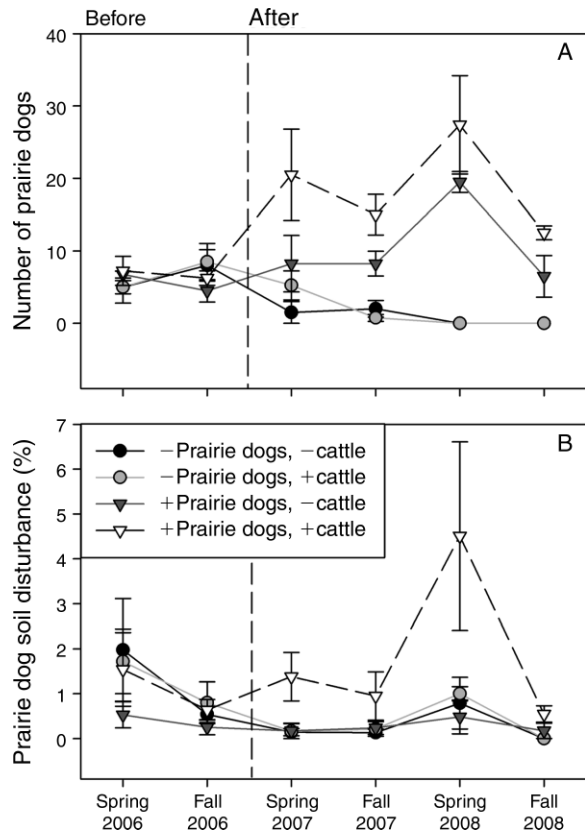 Before After
A
Number of prairie dogs
40
30
20
10
0
B
Prairie dog soil disturbance (%)
7
6
5
4
3
2
1
0
−Prairie dogs, −cattle
−Prairie dogs, +cattle
+Prairie dogs, −cattle
+Prairie dogs, +cattle
Spring Fall Spring Fall Spring Fall
2006 2006 2007 2007 2008 2008